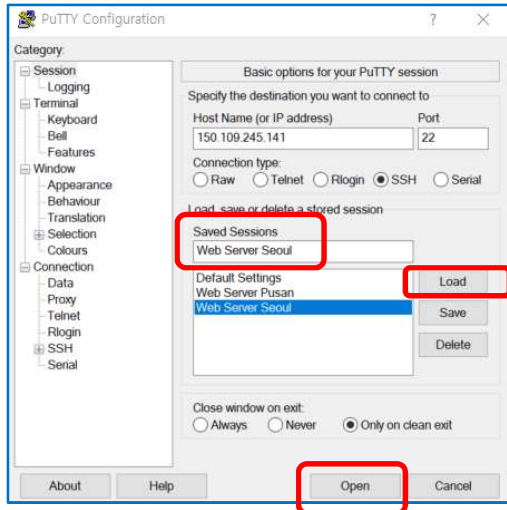 PuTTY Configuration
Category:
Session
Logging
Terminal
Keyboard
Bell
Features
Window
Appearance
Behaviour
Translation
Selection
Colours
Connection
Data
Proxy
Telnet
Rlogin
SSH
Serial
Basic options for your PuTTY session
Specify the destination you want to connect to
Host Name (or IP address) Port
150.109.245.141 22
Connection type:
Raw Telnet Rlogin SSH Serial
Load, save or delete a stored session
Saved Sessions
Web Server Seoul
Default Settings
Web Server Pusan
Web Server Seoul
Load
Save
Delete
Close window on exit:
Always Never Only on clean exit
About Help Open Cancel